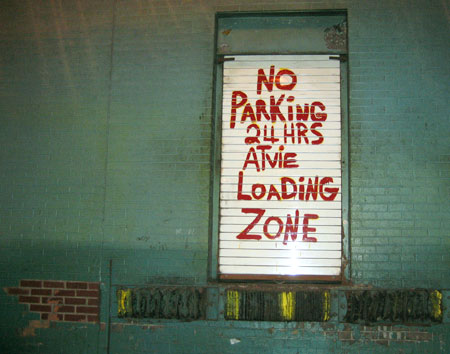 NO
PARKiNG
24 HRS
ATViE
LOADiNG
ZONE